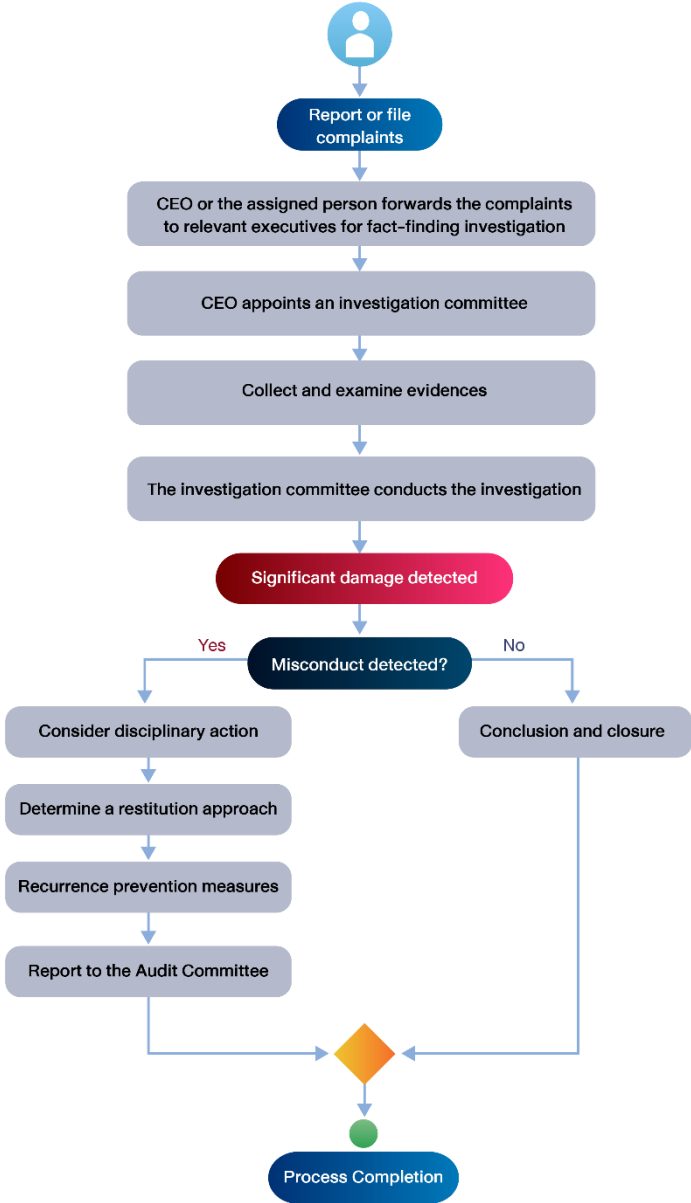 Report or file
complaints
CEO or the assigned person forwards the complaints
to relevant executives for fact-finding investigation
CEO appoints an investigation committee
Collect and examine evidences
The investigation committee conducts the investigation
Significant damage detected
Yes
Misconduct detected?
No
Consider disciplinary action
Conclusion and closure
Determine a restitution approach
Recurrence prevention measures
Report to the Audit Committee
Process Completion